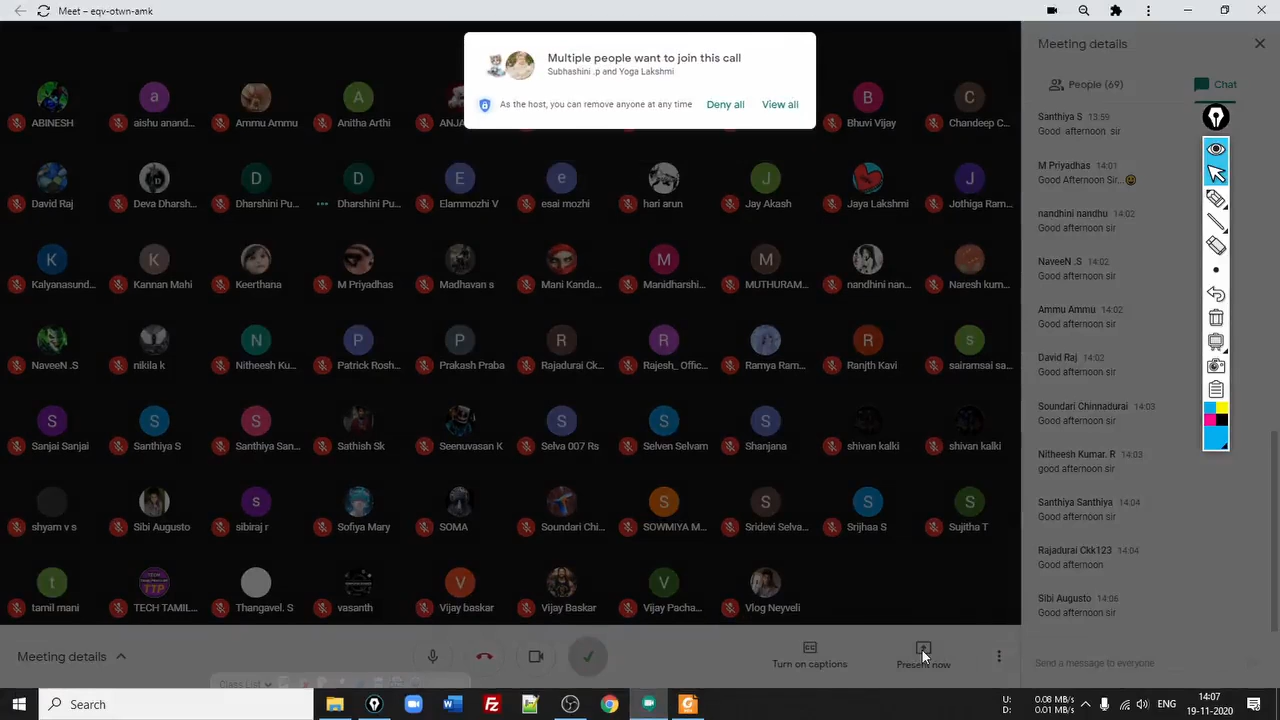 Meet – eqv-otwn-amk
Multiple people want to join this call
Subhashini .p and Yoga Lakshmi
As the host, you can remove anyone at any time
Deny all
View all
Meeting details
People (69)
Chat
ABINESH
a
aishu anand...
Ammu Ammu
A
Anitha Arthi
B
Bhuvi Vijay
C
Chandeep C...
David Raj
D
Deva Dharsh...
D
Dharshini Pu...
D
Dharshini Pu...
E
Elammozhi V
e
esai mozhi
hari arun
J
Jay Akash
Jaya Lakshmi
J
Jothiga Ram...
K
Kalyanasund...
K
Kannan Mahi
Keerthana
M Priyadhas
Madhavan s
Mani Kanda...
M
Manidharshi...
M
MUTHURAM...
nandhini nan...
Naresh kum...
NaveeN .S
nikila k
N
Nitheesh Ku...
P
Patrick Rosh...
P
Prakash Praba
R
Rajadurai Ck...
R
Rajesh_ Offic...
Ramya Ram...
R
Ranjth Kavi
s
sairamsai sa...
S
Sanjai Sanjai
S
Santhiya S
S
Santhiya San...
Sathish Sk
Seenuvasan K
S
Selva 007 Rs
S
Selven Selvam
S
Shanjana
shivan kalki
shivan kalki
shyam v s
Sibi Augusto
s
sibiraj r
Sofiya Mary
SOMA
Soundari Chi...
S
SOWMIYA M...
S
Sridevi Selva...
S
Srijhaa S
S
Sujitha T
t
tamil mani
TTP
TECH TAMIL...
Thangavel. S
vasanth
V
Vijay baskar
Vijay Baskar
V
Vijay Pacha...
Vlog Neyveli
Santhiya S 13:59
Good afternoon sir
M Priyadhas 14:01
Good Afternoon Sir...
nandhini nandhu 14:02
Good afternoon sir
NaveeN .S 14:02
Good afternoon sir
Ammu Ammu 14:02
Good afternoon sir
David Raj 14:02
Good afternoon sir
Soundari Chinnadurai 14:03
Good afternoon sir
Nitheesh Kumar. R 14:03
good afternoon sir
Santhiya Santhiya 14:04
Good afternoon sir
Rajadurai Ckk123 14:04
Good afternoon
Sibi Augusto 14:06
Good afternoon sir
Send a message to everyone
Meeting details
Turn on captions
Present now
Class List
Search
U: 0.08 MB/s
D: 0.01 MB/s
ENG
14:07
19-11-2020